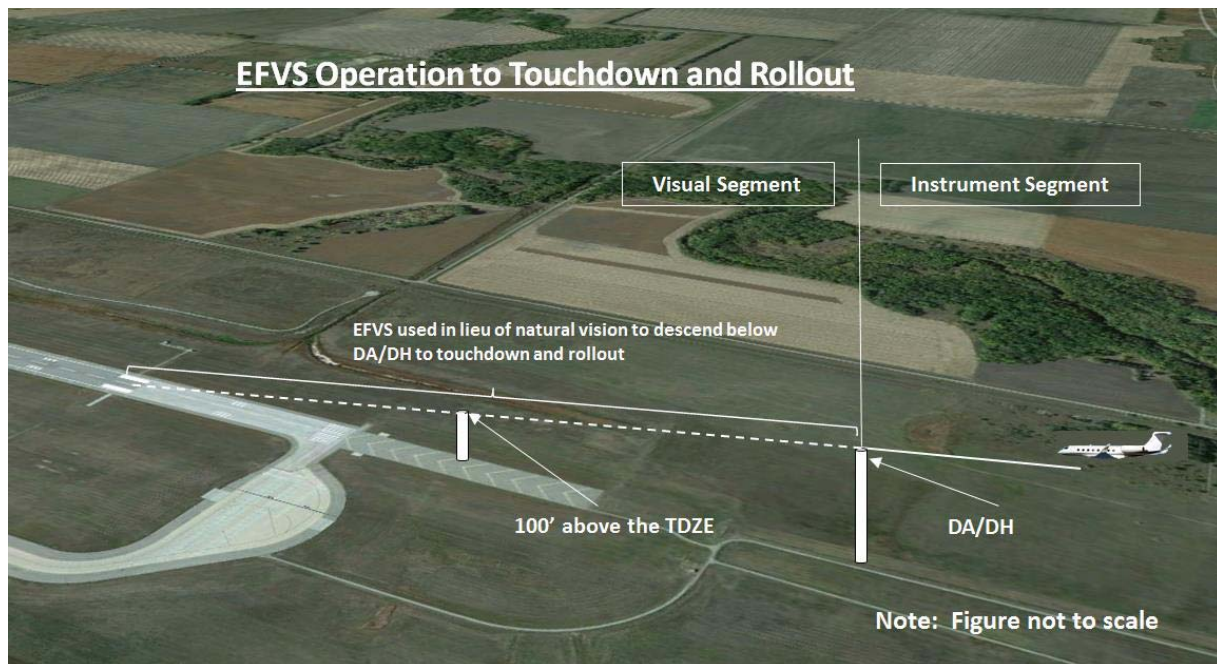 EFVS Operation to Touchdown and Rollout
Visual Segment
Instrument Segment
EFVS used in lieu of natural vision to descend below
DA/DH to touchdown and rollout
100’ above the TDZE
DA/DH
Note: Figure not to scale